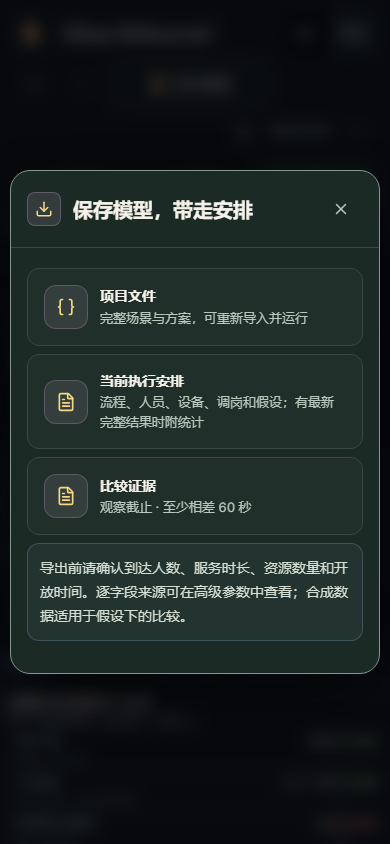 保存模型，带走安排
项目文件
完整场景与方案，可重新导入并运行
当前执行安排
流程、人员、设备、调岗和假设；有最新
完整结果时附统计
比较证据
观察截止 · 至少相差 60 秒
导出前请确认到达人数、服务时长、资源数量和开
放时间。逐字段来源可在高级参数中查看；合成数
据适用于假设下的比较。